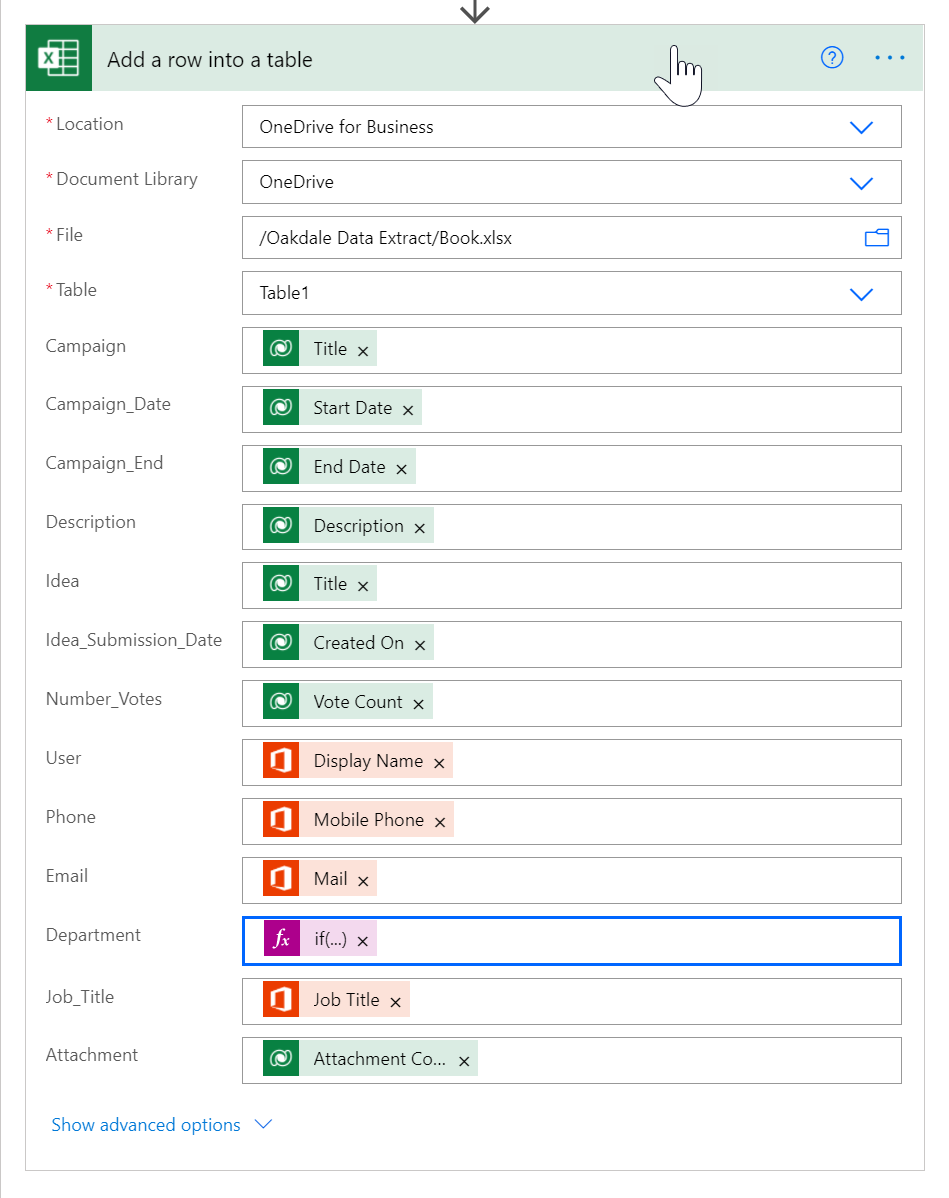 Add a row into a table
* Location OneDrive for Business
* Document Library OneDrive
* File /Oakdale Data Extract/Book.xlsx
* Table Table1
Campaign Title ×
Campaign_Date Start Date ×
Campaign_End End Date ×
Description Description ×
Idea Title ×
Idea_Submission_Date Created On ×
Number_Votes Vote Count ×
User Display Name ×
Phone Mobile Phone ×
Email Mail ×
Department fx if(...) ×
Job_Title Job Title ×
Attachment Attachment Co... ×
Show advanced options